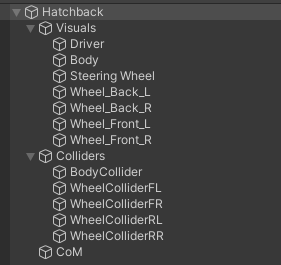 Hatchback
Visuals
Driver
Body
Steering Wheel
Wheel_Back_L
Wheel_Back_R
Wheel_Front_L
Wheel_Front_R
Colliders
BodyCollider
WheelColliderFL
WheelColliderFR
WheelColliderRL
WheelColliderRR
CoM